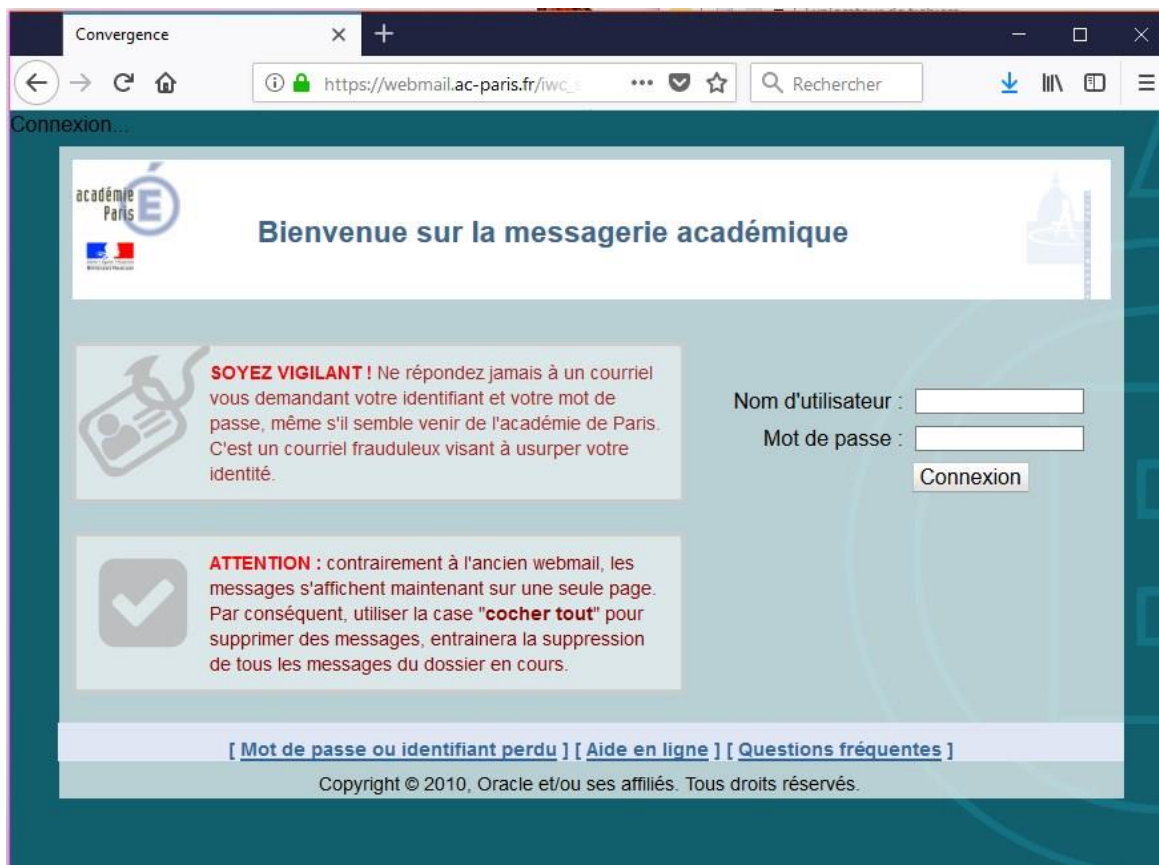 Convergence
https://webmail.ac-paris.fr/iwc_
Rechercher
Connexion...
académie
Paris
Bienvenue sur la messagerie académique
SOYEZ VIGILANT ! Ne répondez jamais à un courriel
vous demandant votre identifiant et votre mot de
passe, même s'il semble venir de l'académie de Paris.
C'est un courriel frauduleux visant à usurper votre
identité.
Nom d'utilisateur :
Mot de passe :
Connexion
ATTENTION : contrairement à l'ancien webmail, les
messages s'affichent maintenant sur une seule page.
Par conséquent, utiliser la case "cocher tout" pour
supprimer des messages, entrainera la suppression
de tous les messages du dossier en cours.
[ Mot de passe ou identifiant perdu ] [ Aide en ligne ] [ Questions fréquentes ]
Copyright © 2010, Oracle et/ou ses affiliés. Tous droits réservés.